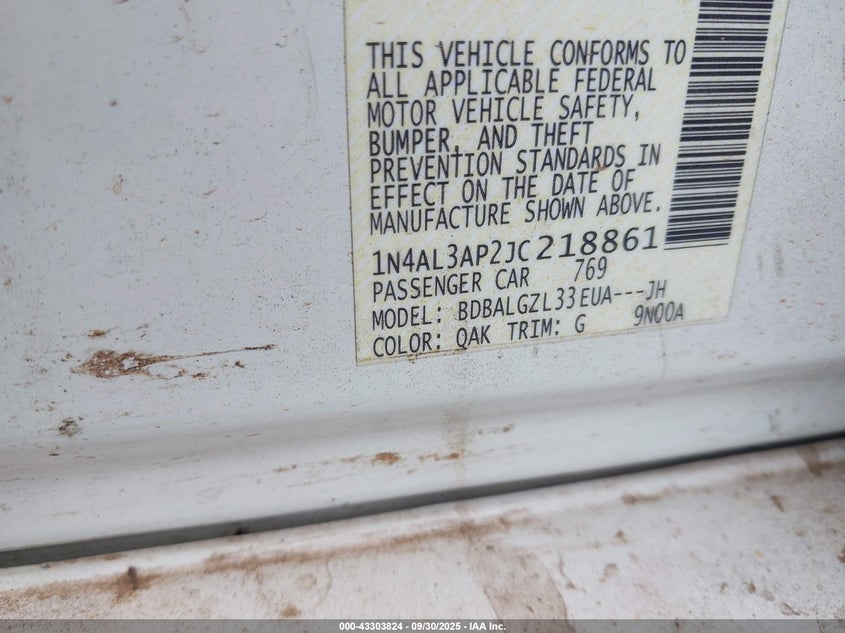 THIS VEHICLE CONFORMS TO
ALL APPLICABLE FEDERAL
MOTOR VEHICLE SAFETY,
BUMPER, AND THEFT
PREVENTION STANDARDS IN
EFFECT ON THE DATE OF
MANUFACTURE SHOWN ABOVE.
1N4AL3AP2JC218861
PASSENGER CAR 769
MODEL: BDBALGZL33EUA---JH
COLOR: QAK TRIM: G 9N00A
000-43303824 - 09/30/2025 - IAA Inc.